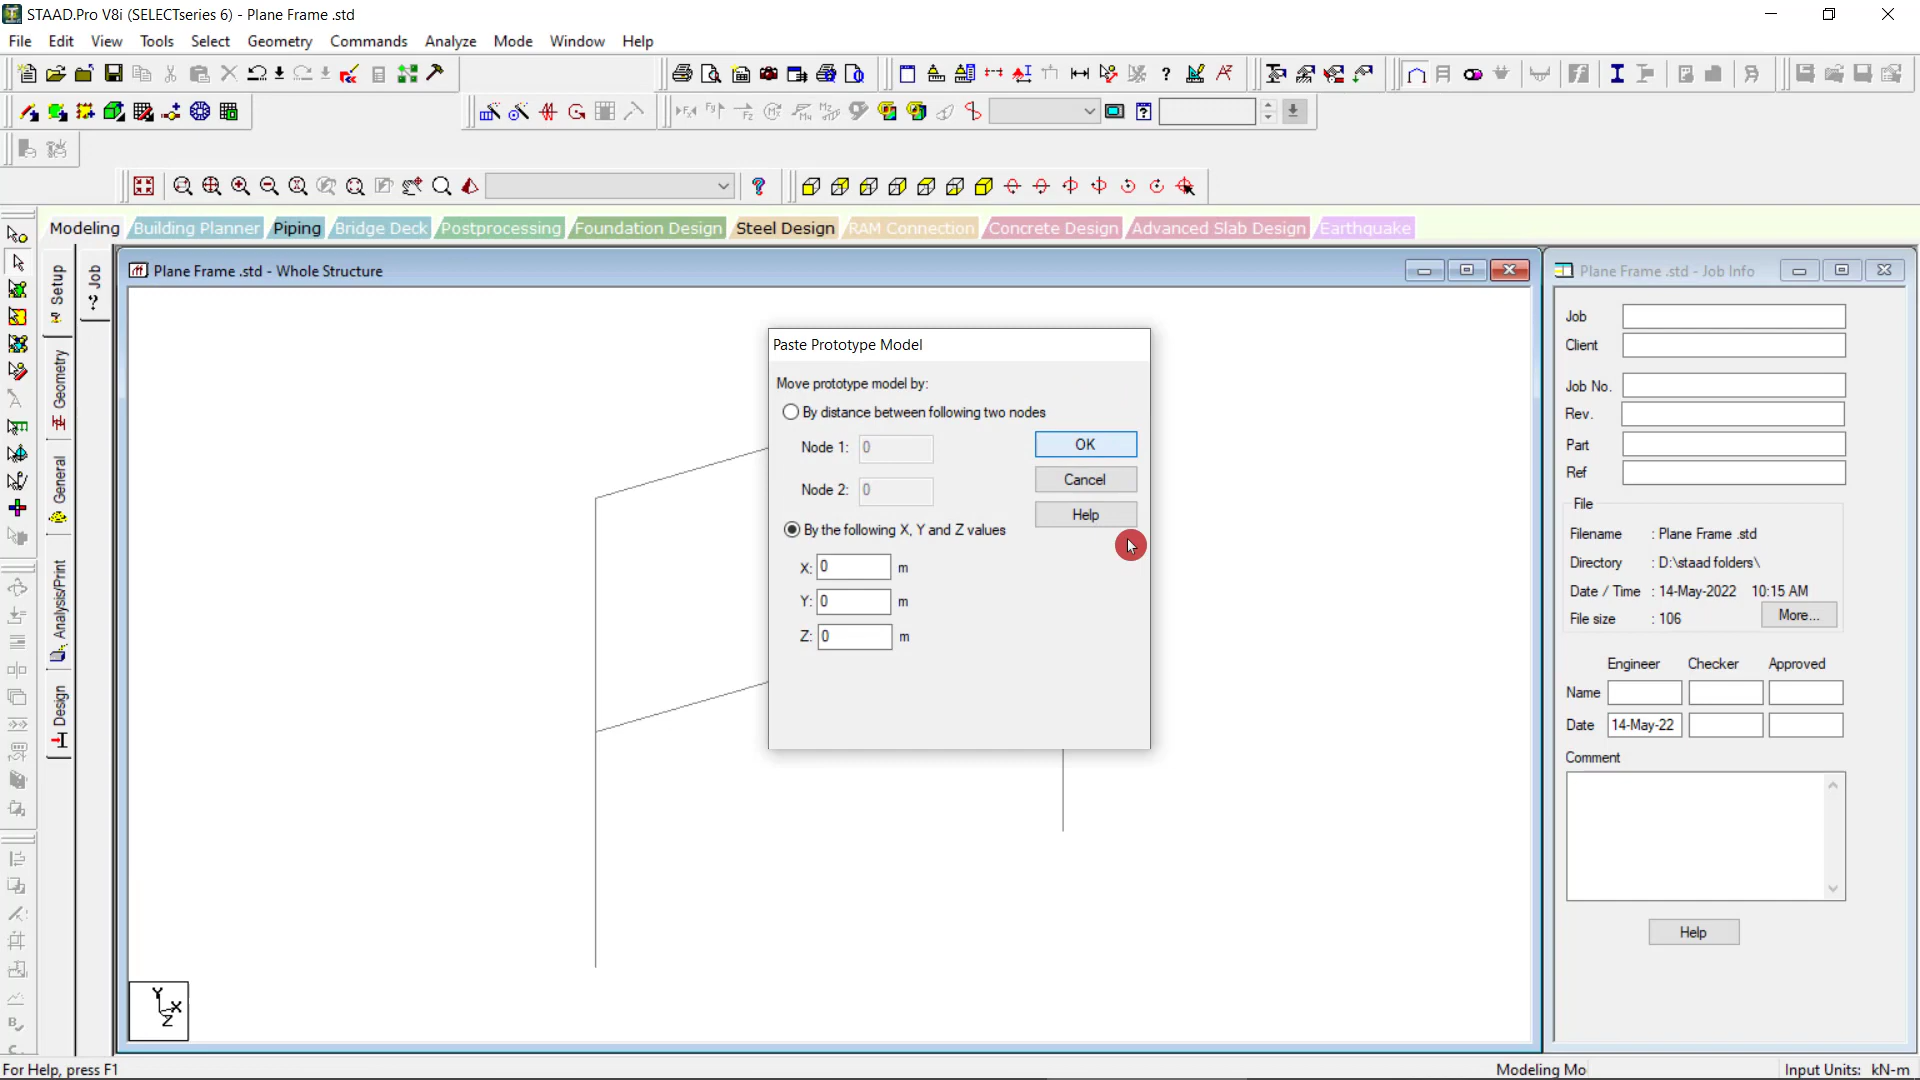 STAAD.Pro V8i (SELECTseries 6) - Plane Frame .std
File Edit View Tools Select Geometry Commands Analyze Mode Window Help
Modeling Building Planner Piping Bridge Deck Postprocessing Foundation Design Steel Design RAM Connection Concrete Design Advanced Slab Design Earthquake
Setup
Geometry
General
Analysis/Print
Design
Job
Plane Frame .std - Whole Structure
Paste Prototype Model
Move prototype model by:
By distance between following two nodes
Node 1: 0
OK
Cancel
Node 2: 0
Help
By the following X, Y and Z values
X: 0 m
Y: 0 m
Z: 0 m
Y
X
Z
Plane Frame .std - Job Info
Job
Client
Job No.
Rev.
Part
Ref
File
Filename : Plane Frame .std
Directory : D:\staad folders\
Date / Time : 14-May-2022 10:15 AM
File size : 106 More...
Engineer Checker Approved
Name
Date 14-May-22
Comment
Help
For Help, press F1
Modeling Mo
Input Units: kN-m